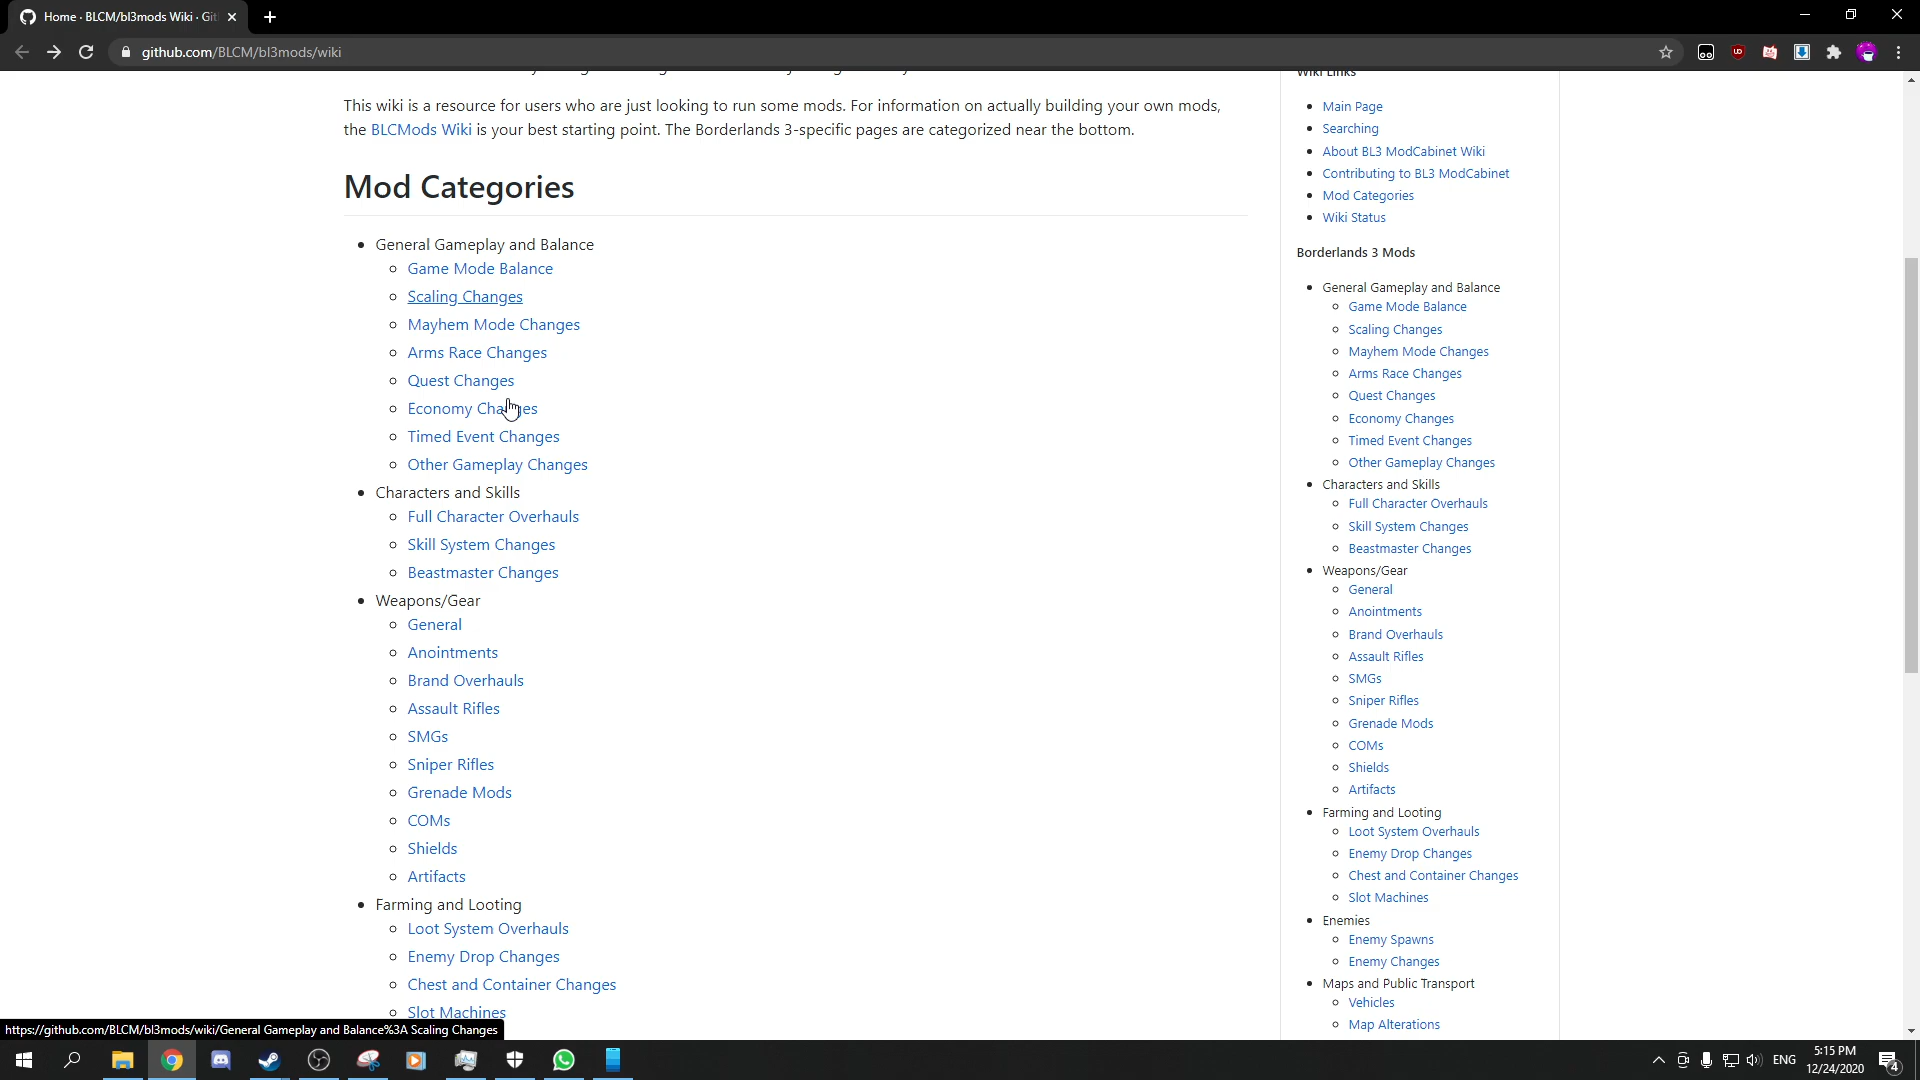 Home · BLCM/bl3mods Wiki · Git
github.com/BLCM/bl3mods/wiki
This wiki is a resource for users who are just looking to run some mods. For information on actually building your own mods,
the BLCMods Wiki is your best starting point. The Borderlands 3-specific pages are categorized near the bottom.
Mod Categories
General Gameplay and Balance
Game Mode Balance
Scaling Changes
Mayhem Mode Changes
Arms Race Changes
Quest Changes
Economy Changes
Timed Event Changes
Other Gameplay Changes
Characters and Skills
Full Character Overhauls
Skill System Changes
Beastmaster Changes
Weapons/Gear
General
Anointments
Brand Overhauls
Assault Rifles
SMGs
Sniper Rifles
Grenade Mods
COMs
Shields
Artifacts
Farming and Looting
Loot System Overhauls
Enemy Drop Changes
Chest and Container Changes
Slot Machines
Wiki Links
Main Page
Searching
About BL3 ModCabinet Wiki
Contributing to BL3 ModCabinet
Mod Categories
Wiki Status
Borderlands 3 Mods
General Gameplay and Balance
Game Mode Balance
Scaling Changes
Mayhem Mode Changes
Arms Race Changes
Quest Changes
Economy Changes
Timed Event Changes
Other Gameplay Changes
Characters and Skills
Full Character Overhauls
Skill System Changes
Beastmaster Changes
Weapons/Gear
General
Anointments
Brand Overhauls
Assault Rifles
SMGs
Sniper Rifles
Grenade Mods
COMs
Shields
Artifacts
Farming and Looting
Loot System Overhauls
Enemy Drop Changes
Chest and Container Changes
Slot Machines
Enemies
Enemy Spawns
Enemy Changes
Maps and Public Transport
Vehicles
Map Alterations
https://github.com/BLCM/bl3mods/wiki/General Gameplay and Balance%3A Scaling Changes
ENG
5:15 PM
12/24/2020
4